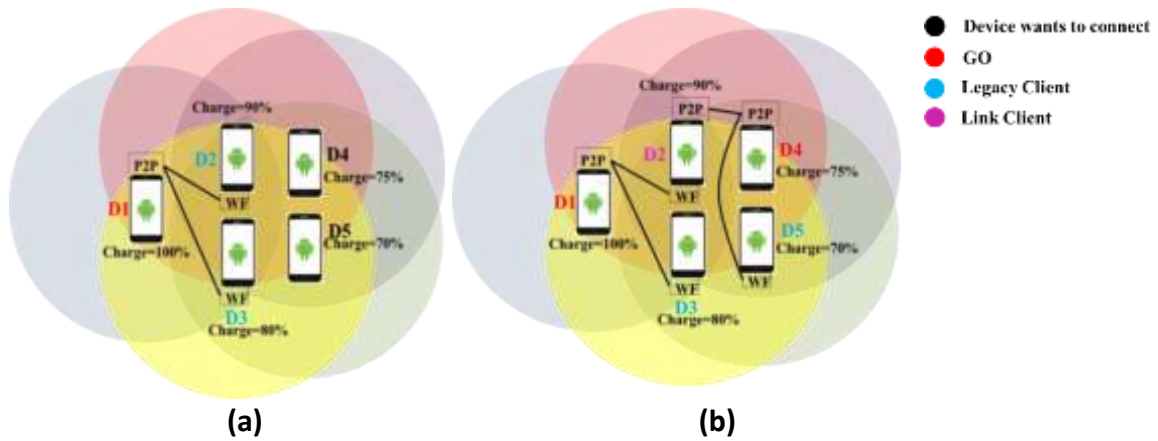 Charge=90%
P2P
D2
D4
Charge=75%
WF
D1
D5
Charge=70%
Charge=100%
WF
D3
Charge=80%
(a)
Charge=90%
P2P
P2P
P2P
D2
D4
Charge=75%
WF
D1
D5
Charge=70%
Charge=100%
WF
WF
D3
Charge=80%
(b)
Device wants to connect
GO
Legacy Client
Link Client